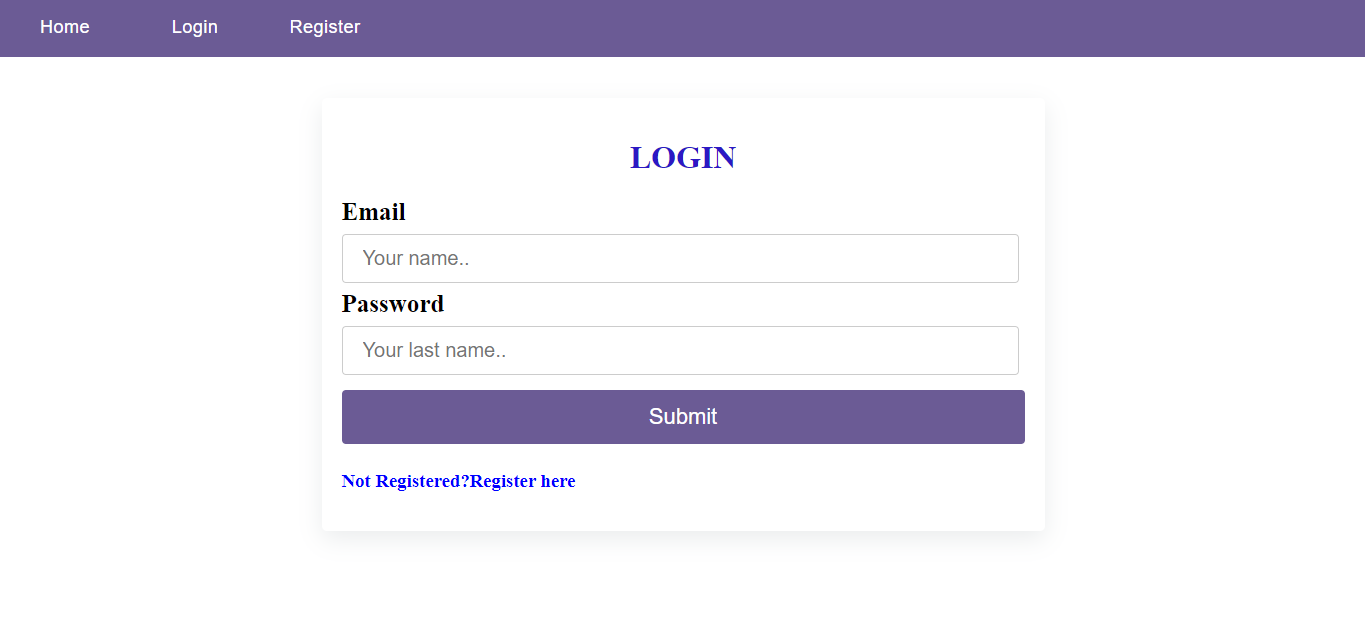 Home Login Register
LOGIN
Email
Your name..
Password
Your last name..
Submit
Not Registered?Register here